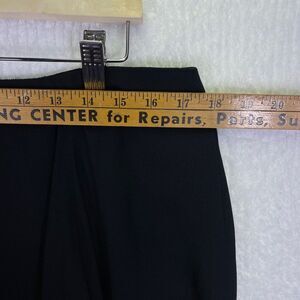 12 13 14 15 16 17 18 19 20
NG CENTER for Repairs, Parts, Su